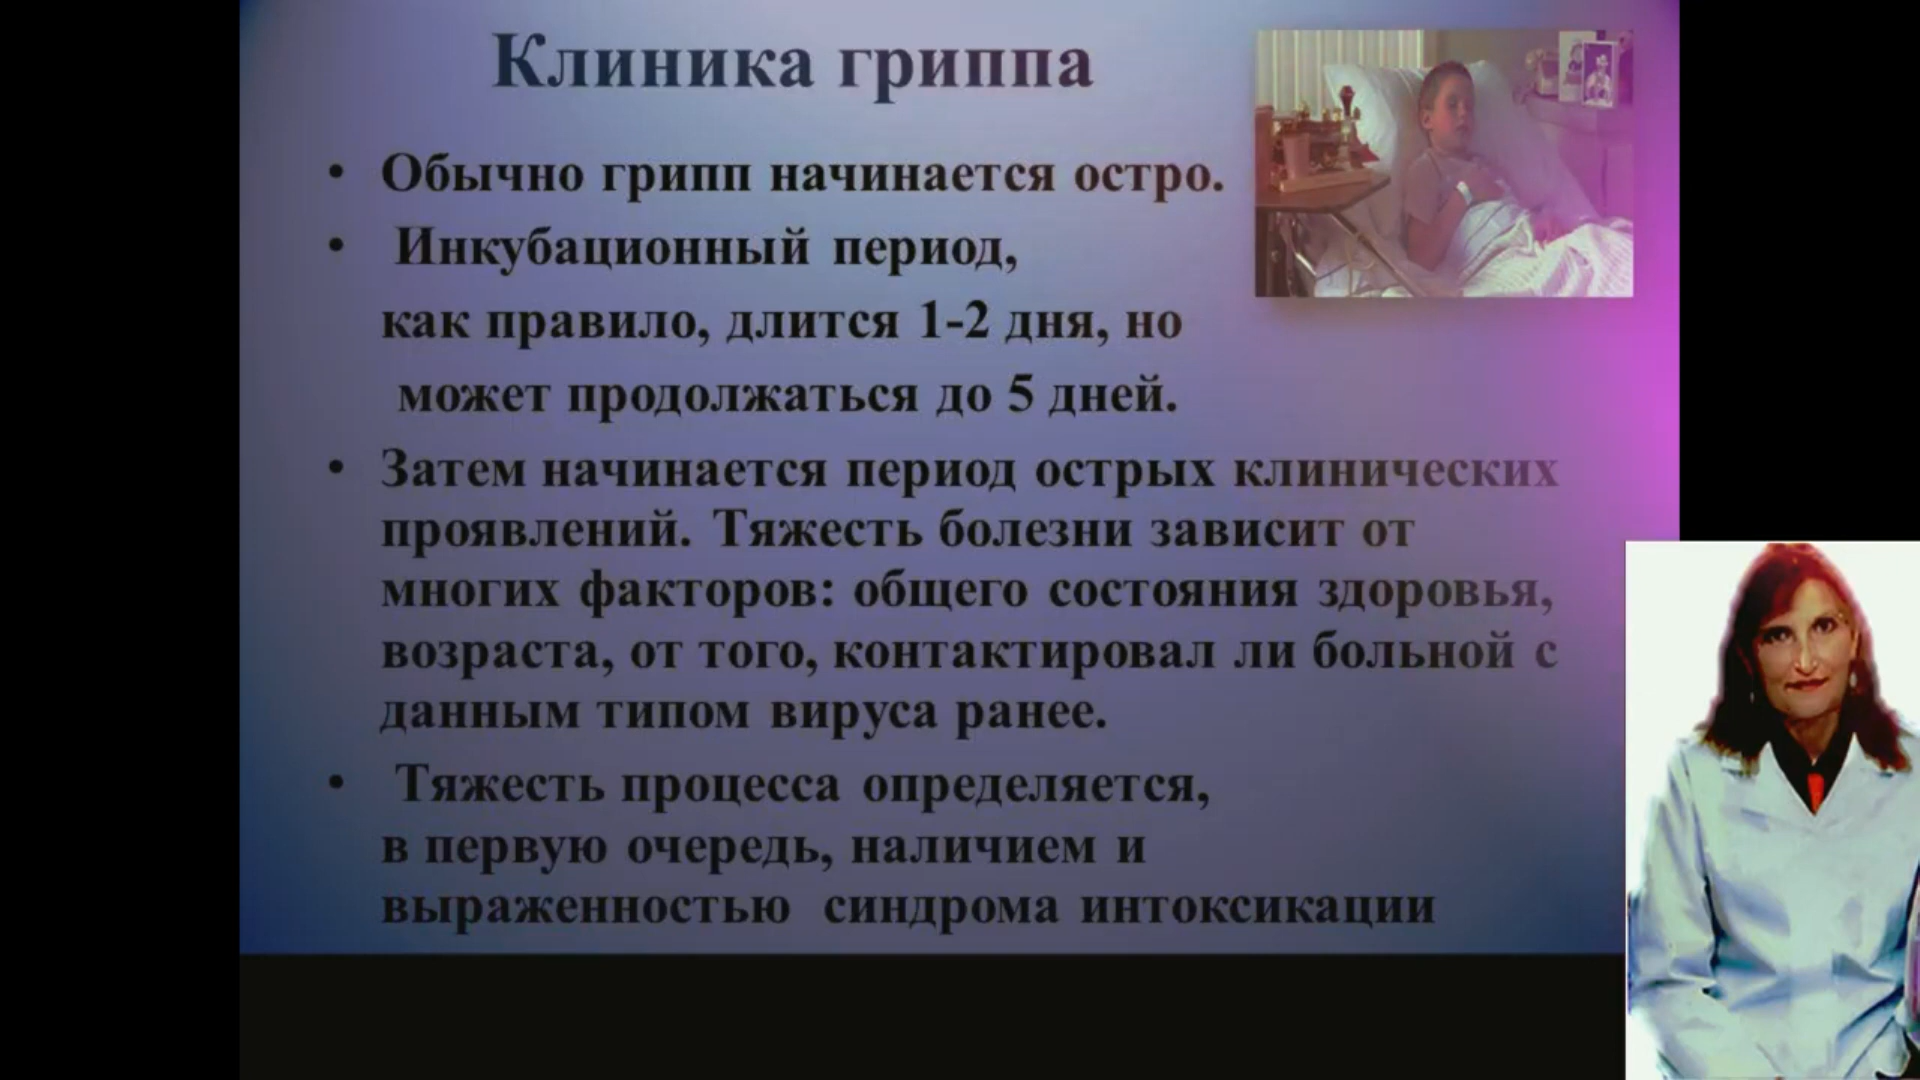 Клиника гриппа
• Обычно грипп начинается остро.
• Инкубационный период,
как правило, длится 1-2 дня, но
может продолжаться до 5 дней.
• Затем начинается период острых клинических
проявлений. Тяжесть болезни зависит от
многих факторов: общего состояния здоровья,
возраста, от того, контактировал ли больной с
данным типом вируса ранее.
• Тяжесть процесса определяется,
в первую очередь, наличием и
выраженностью синдрома интоксикации